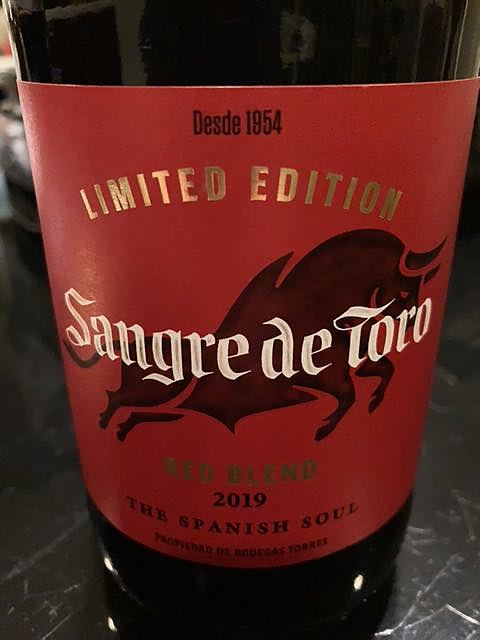 Desde 1954
LIMITED EDITION
Sangre de Toro
RED BLEND
2019
THE SPANISH SOUL
PROPIEDAD DE BODEGAS TORRES